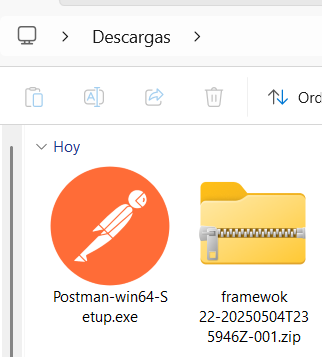 Descargas
Ord
Hoy
Postman-win64-S
etup.exe
framewok
22-20250504T23
5946Z-001.zip